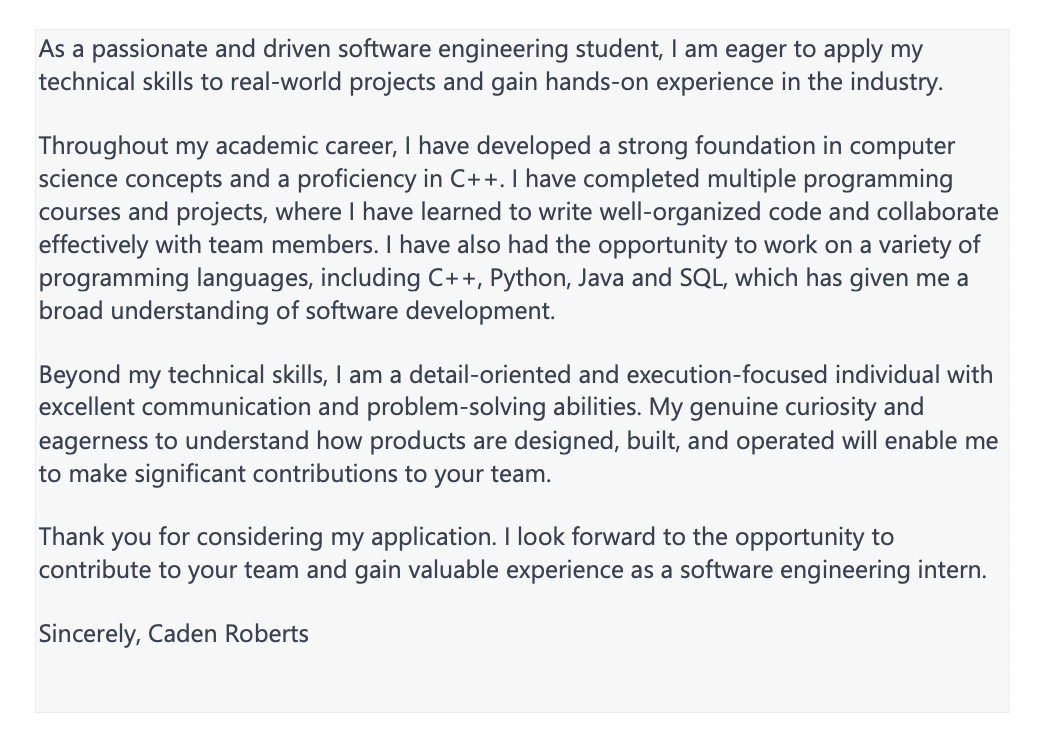 As a passionate and driven software engineering student, I am eager to apply my
technical skills to real-world projects and gain hands-on experience in the industry.
Throughout my academic career, I have developed a strong foundation in computer
science concepts and a proficiency in C++. I have completed multiple programming
courses and projects, where I have learned to write well-organized code and collaborate
effectively with team members. I have also had the opportunity to work on a variety of
programming languages, including C++, Python, Java and SQL, which has given me a
broad understanding of software development.
Beyond my technical skills, I am a detail-oriented and execution-focused individual with
excellent communication and problem-solving abilities. My genuine curiosity and
eagerness to understand how products are designed, built, and operated will enable me
to make significant contributions to your team.
Thank you for considering my application. I look forward to the opportunity to
contribute to your team and gain valuable experience as a software engineering intern.
Sincerely, Caden Roberts